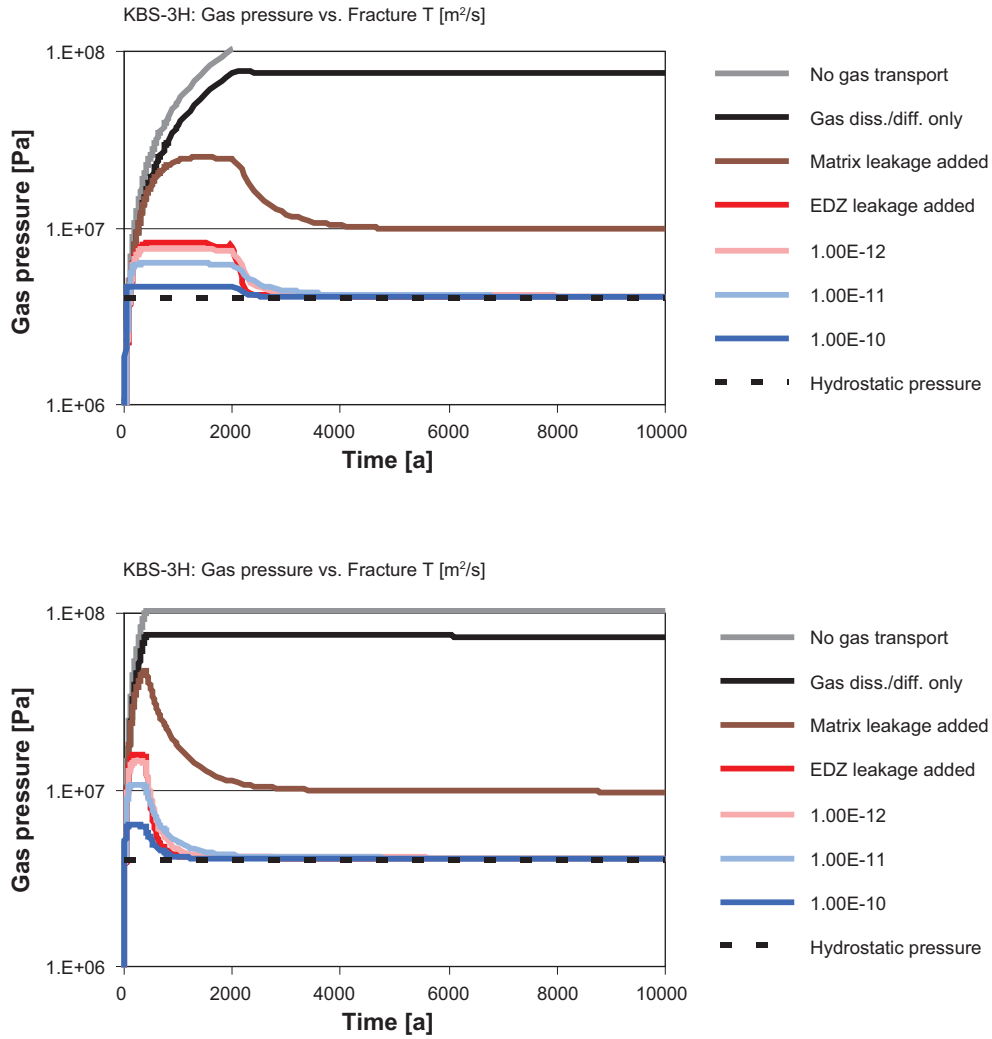 KBS-3H: Gas pressure vs. Fracture T [m²/s]
1.E+08
1.E+07
1.E+06
Gas pressure [Pa]
0 2000 4000 6000 8000 10000
Time [a]
No gas transport
Gas diss./diff. only
Matrix leakage added
EDZ leakage added
1.00E-12
1.00E-11
1.00E-10
Hydrostatic pressure
KBS-3H: Gas pressure vs. Fracture T [m²/s]
1.E+08
1.E+07
1.E+06
Gas pressure [Pa]
0 2000 4000 6000 8000 10000
Time [a]
No gas transport
Gas diss./diff. only
Matrix leakage added
EDZ leakage added
1.00E-12
1.00E-11
1.00E-10
Hydrostatic pressure